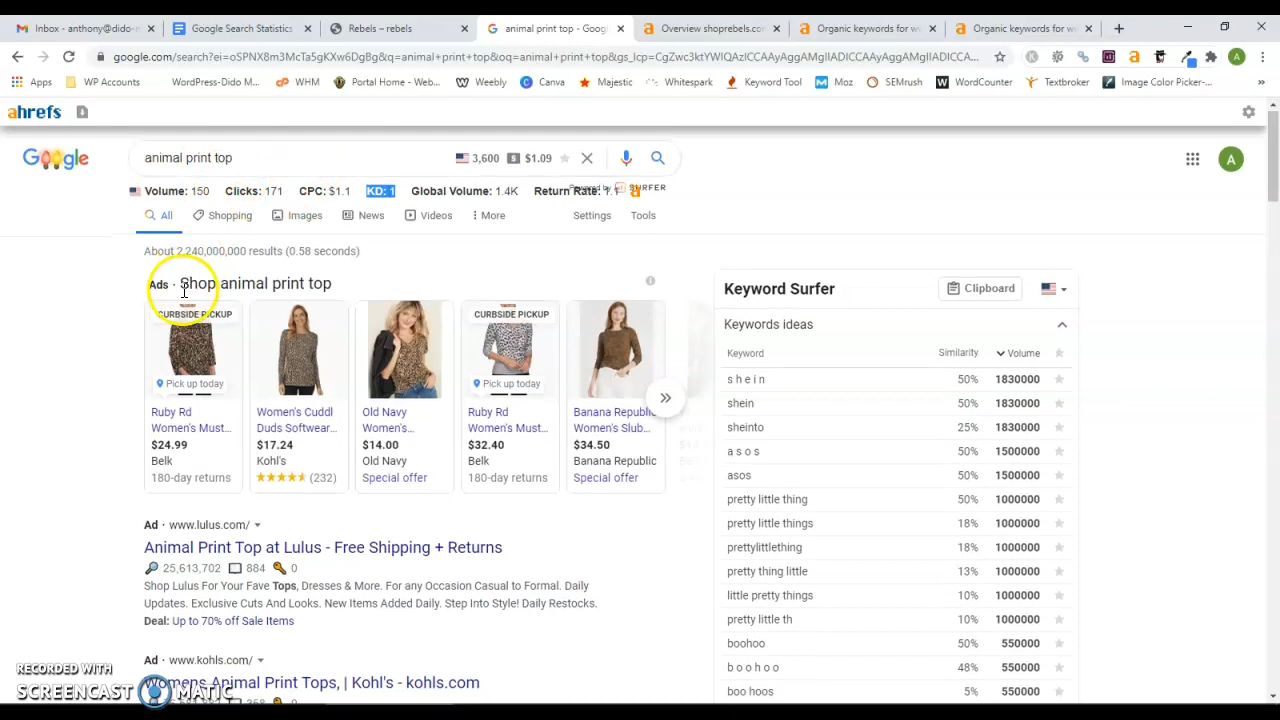 Inbox - anthony@dido-m
Google Search Statistics
Rebels – rebels
animal print top - Goog
Overview shoprebels.com
Organic keywords for w
Organic keywords for w
google.com/search?ei=oSPNX8m3McTa5gKXw6DgBg&q=animal+print+top&oq=animal+print+top&gs_lcp=CgZwc3ktYWIQAzICCAAyAggAMgIIADICCAAyAggAMgIIADICCAAyAggAMgIIADICCA...
Apps WP Accounts WordPress-Dido M... WHM Portal Home - Web... Weebly Canva Majestic Whitespark Keyword Tool Moz SEMrush WordCounter Textbroker Image Color Picker-... »
ahrefs
Google
animal print top 3,600 $1.09
Volume: 150 Clicks: 171 CPC: $1.1 KD: 1 Global Volume: 1.4K Return Rate: 1.1
Powered by SURFER
All Shopping Images News Videos More Settings Tools
About 2,240,000,000 results (0.58 seconds)
Ads · Shop animal print top
CURBSIDE PICKUP
CURBSIDE PICKUP
Pick up today
Pick up today
Ruby Rd
Women's Must...
$24.99
Belk
180-day returns
Women's Cuddl
Duds Softwear...
$17.24
Kohl's
(232)
Old Navy
Women's...
$14.00
Old Navy
Special offer
Ruby Rd
Women's Must...
$32.40
Belk
180-day returns
Banana Republic
Women's Slub...
$34.50
Banana Republic
Special offer
Ad · www.lulus.com/
Animal Print Top at Lulus - Free Shipping + Returns
25,613,702 884 0
Shop Lulus For Your Fave Tops, Dresses & More. For any Occasion Casual to Formal. Daily
Updates. Exclusive Cuts And Looks. New Items Added Daily. Step Into Style! Daily Restocks.
Deal: Up to 70% off Sale Items
Ad · www.kohls.com/
Womens Animal Print Tops, | Kohl's - kohls.com
Keyword Surfer Clipboard
Keywords ideas
Keyword Similarity Volume
s h e i n 50% 1830000
shein 50% 1830000
sheinto 25% 1830000
a s o s 50% 1500000
asos 50% 1500000
pretty little thing 50% 1000000
pretty little things 18% 1000000
prettylittlething 18% 1000000
pretty thing little 13% 1000000
little pretty things 10% 1000000
pretty little th 10% 1000000
boohoo 50% 550000
b o o h o o 48% 550000
boo hoos 5% 550000
RECORDED WITH
SCREENCAST MATIC